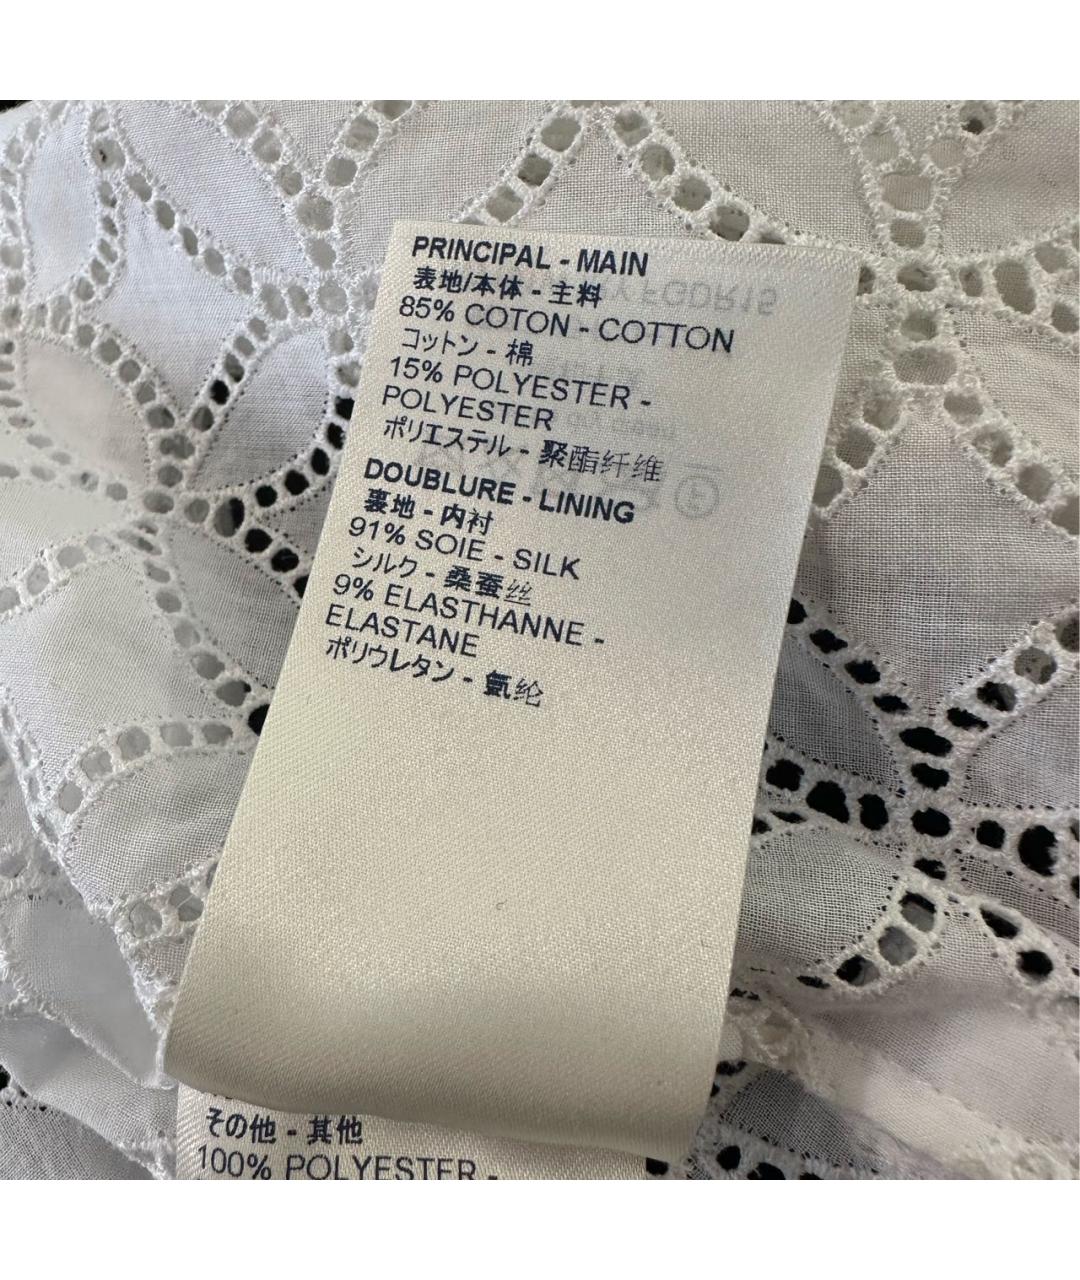 PRINCIPAL - MAIN
表地/本体 - 主料
85% COTON - COTTON
コットン - 棉
15% POLYESTER -
POLYESTER
ポリエステル - 聚酯纤维
DOUBLURE - LINING
裏地 - 内衬
91% SOIE - SILK
シルク - 桑蚕丝
9% ELASTHANNE -
ELASTANE
ポリウレタン - 氨纶
その他 - 其他
100% POLYESTER -